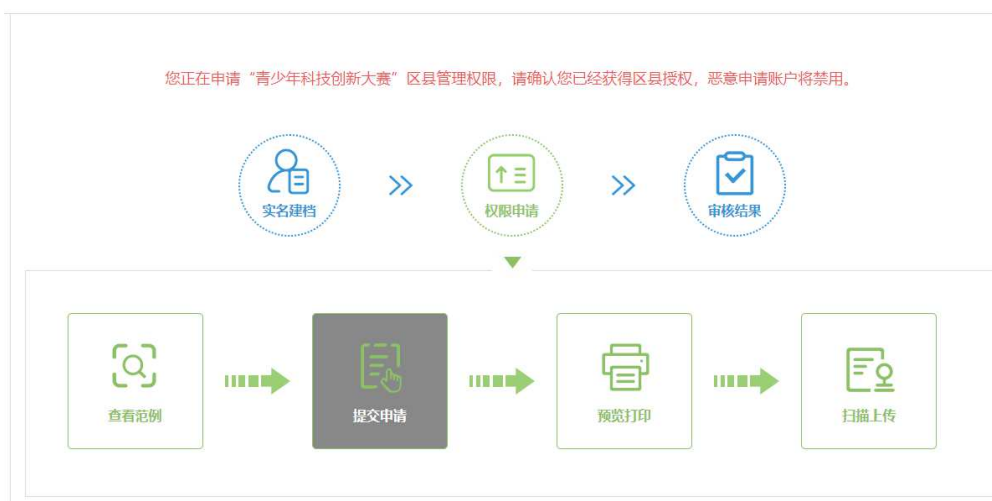 您正在申请“青少年科技创新大赛”区县管理权限，请确认您已经获得区县授权，恶意申请账户将禁用。
实名建档
权限申请
审核结果
查看范例
提交申请
预览打印
扫描上传